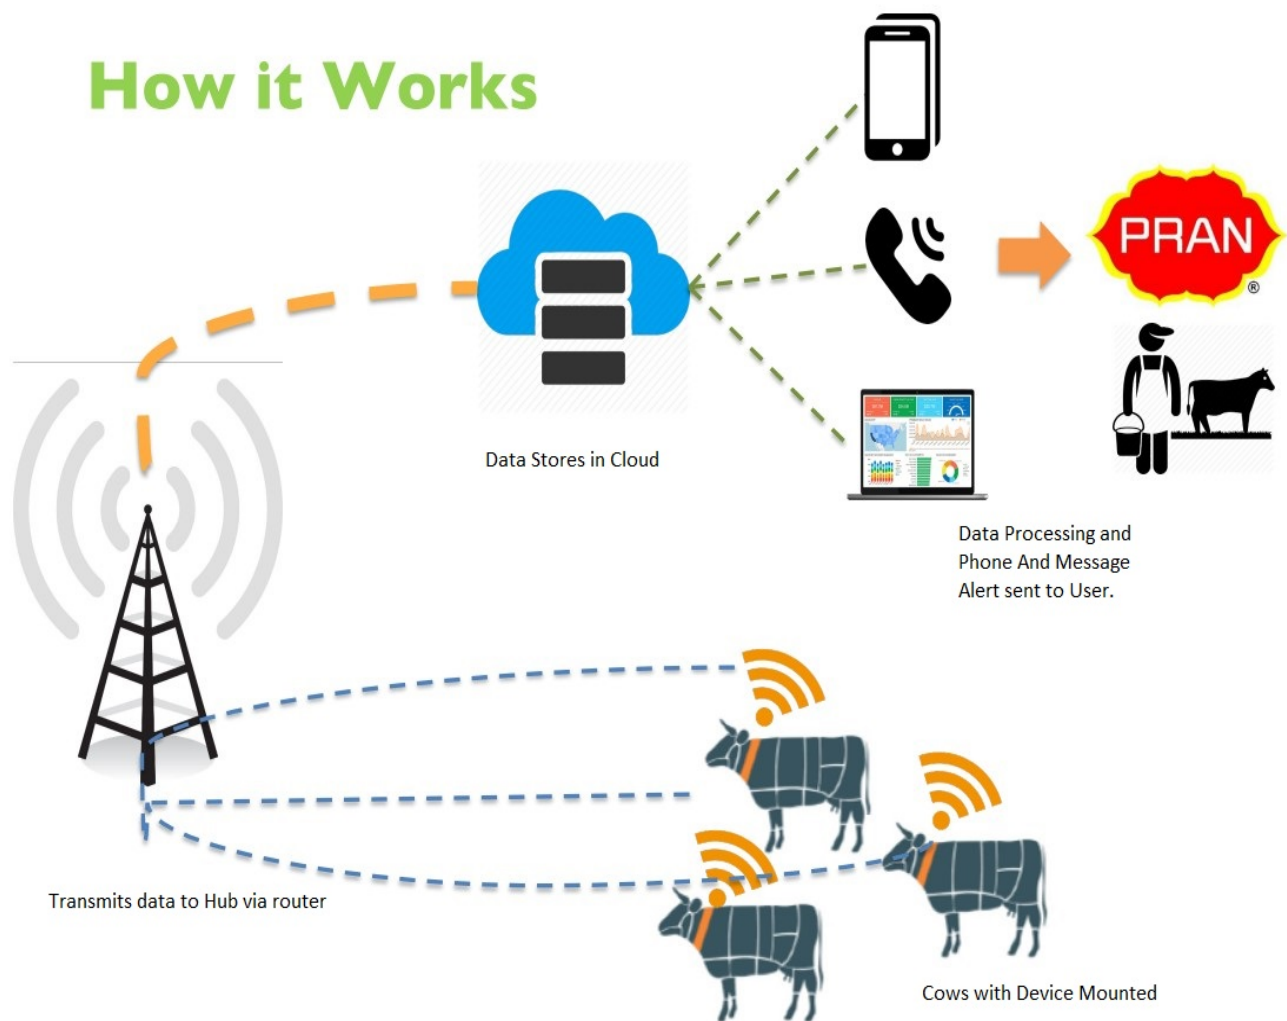 How it Works
PRAN
®
Data Stores in Cloud
Data Processing and
Phone And Message
Alert sent to User.
Transmits data to Hub via router
Cows with Device Mounted